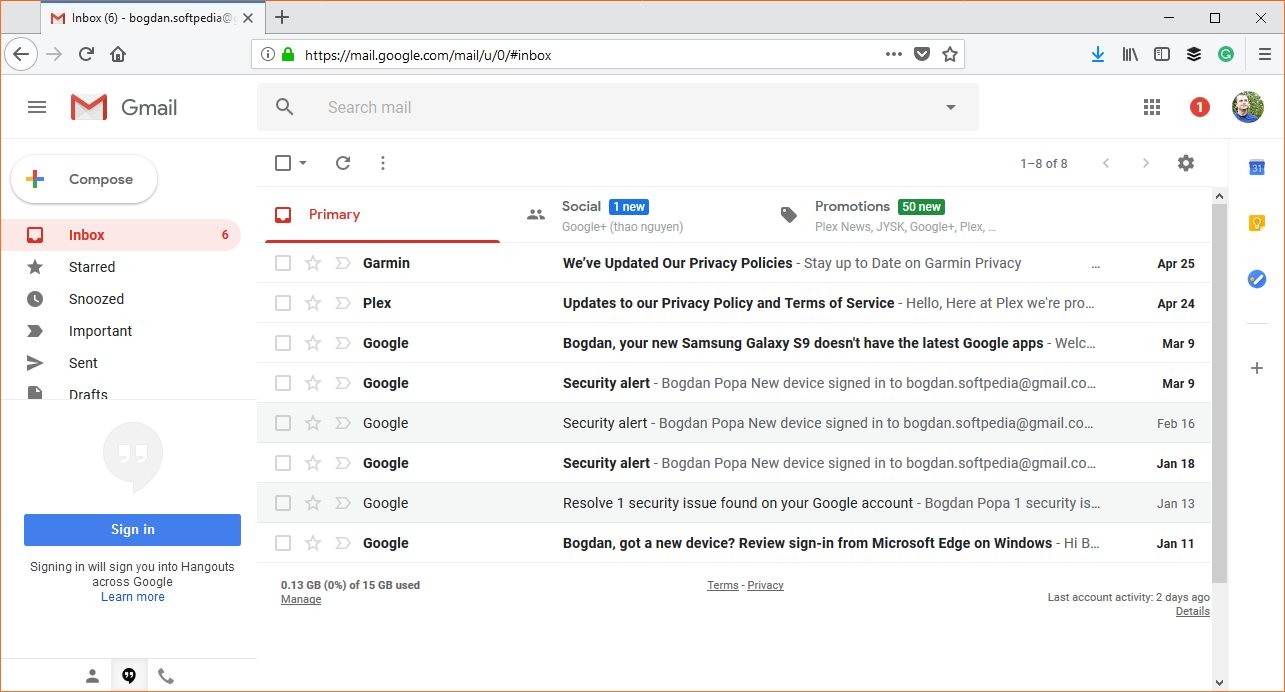 Inbox (6) - bogdan.softpedia@
https://mail.google.com/mail/u/0/#inbox
Gmail
Search mail
1
Compose
1–8 of 8
31
Primary
Social 1 new
Google+ (thao nguyen)
Promotions 50 new
Plex News, JYSK, Google+, Plex, ...
Inbox 6
Starred
Snoozed
Important
Sent
Drafts
Garmin We've Updated Our Privacy Policies - Stay up to Date on Garmin Privacy ... Apr 25
Plex Updates to our Privacy Policy and Terms of Service - Hello, Here at Plex we're pro... Apr 24
Google Bogdan, your new Samsung Galaxy S9 doesn't have the latest Google apps - Welc... Mar 9
Google Security alert - Bogdan Popa New device signed in to bogdan.softpedia@gmail.co... Mar 9
Google Security alert - Bogdan Popa New device signed in to bogdan.softpedia@gmail.co... Feb 16
Google Security alert - Bogdan Popa New device signed in to bogdan.softpedia@gmail.co... Jan 18
Google Resolve 1 security issue found on your Google account - Bogdan Popa 1 security is... Jan 13
Google Bogdan, got a new device? Review sign-in from Microsoft Edge on Windows - Hi B... Jan 11
Sign in
Signing in will sign you into Hangouts
across Google
Learn more
0.13 GB (0%) of 15 GB used
Manage
Terms - Privacy
Last account activity: 2 days ago
Details